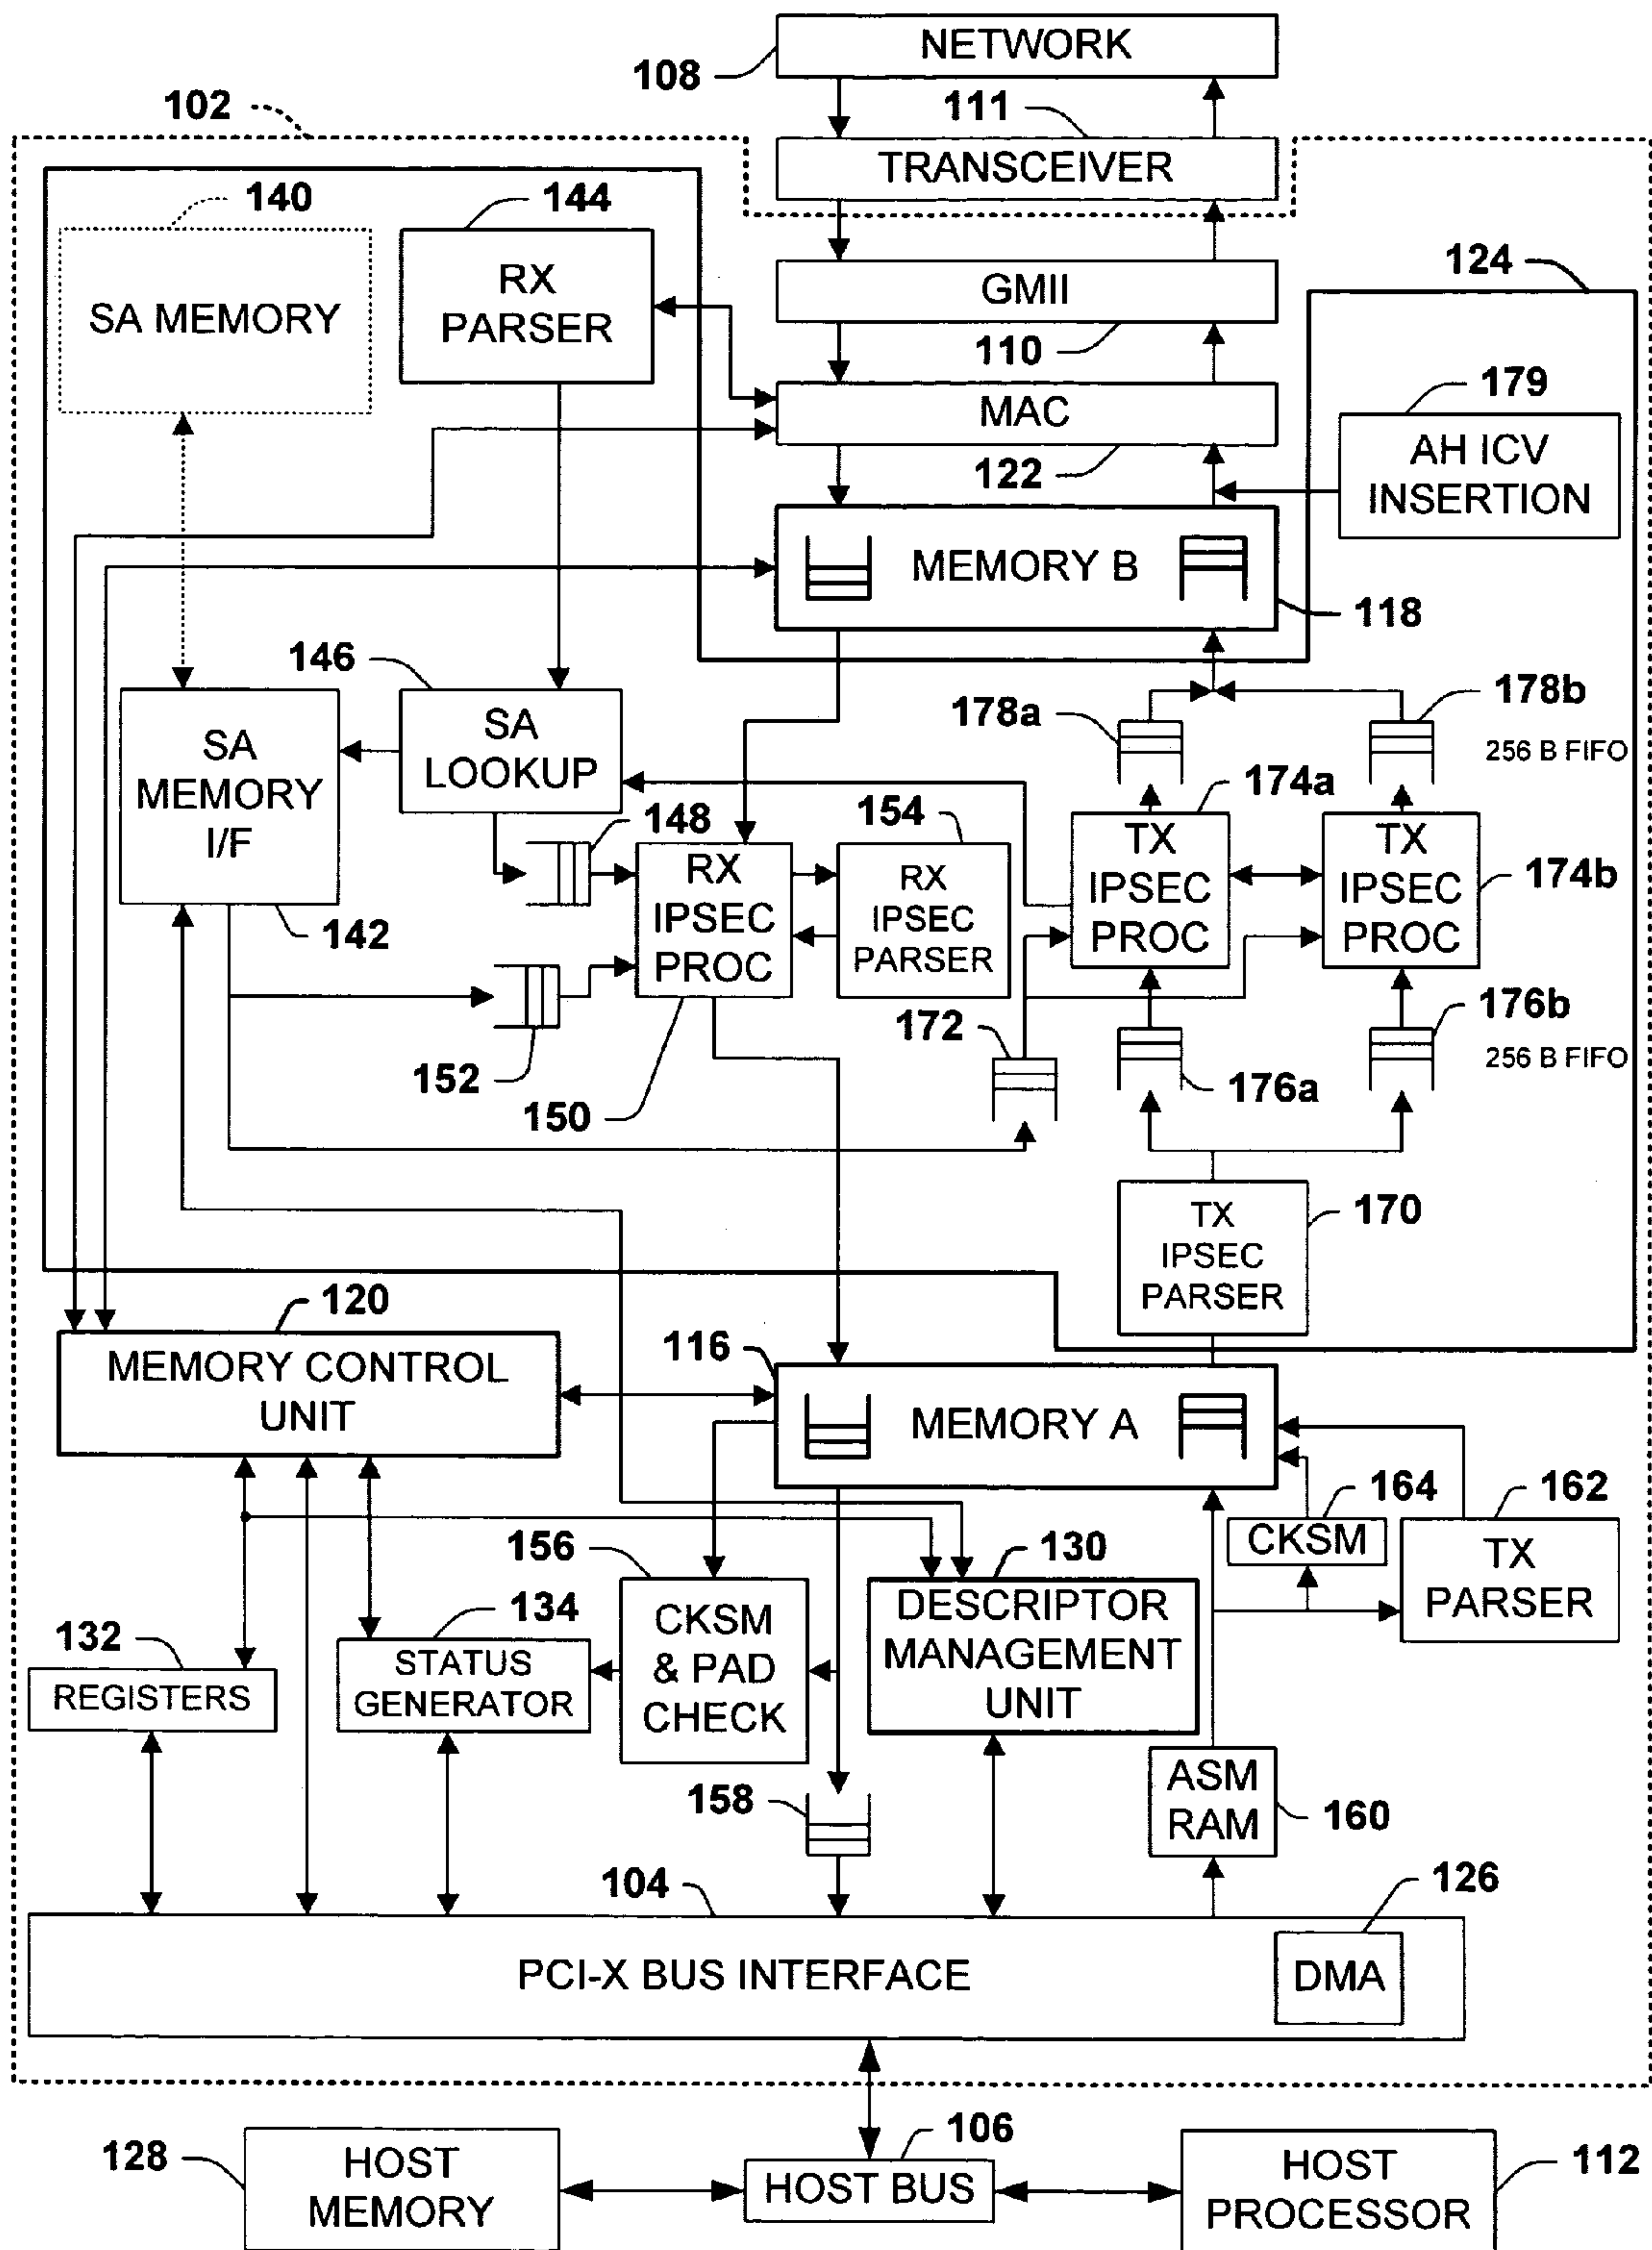 NETWORK
108
102
111
TRANSCEIVER
140
144
SA MEMORY
RX
PARSER
GMII
110
124
MAC
122
179
AH ICV
INSERTION
MEMORY B
118
146
SA
LOOKUP
SA
MEMORY
I/F
142
178a
178b
256 B FIFO
148
154
174a
RX
IPSEC
PROC
RX
IPSEC
PARSER
TX
IPSEC
PROC
TX
IPSEC
PROC
174b
152
150
172
176a
176b
256 B FIFO
TX
IPSEC
PARSER
170
120
MEMORY CONTROL
UNIT
116
MEMORY A
164
162
CKSM
TX
PARSER
156
130
132
134
REGISTERS
STATUS
GENERATOR
CKSM
& PAD
CHECK
DESCRIPTOR
MANAGEMENT
UNIT
158
ASM
RAM
160
104
126
PCI-X BUS INTERFACE
DMA
106
128
HOST
MEMORY
HOST BUS
HOST
PROCESSOR
112